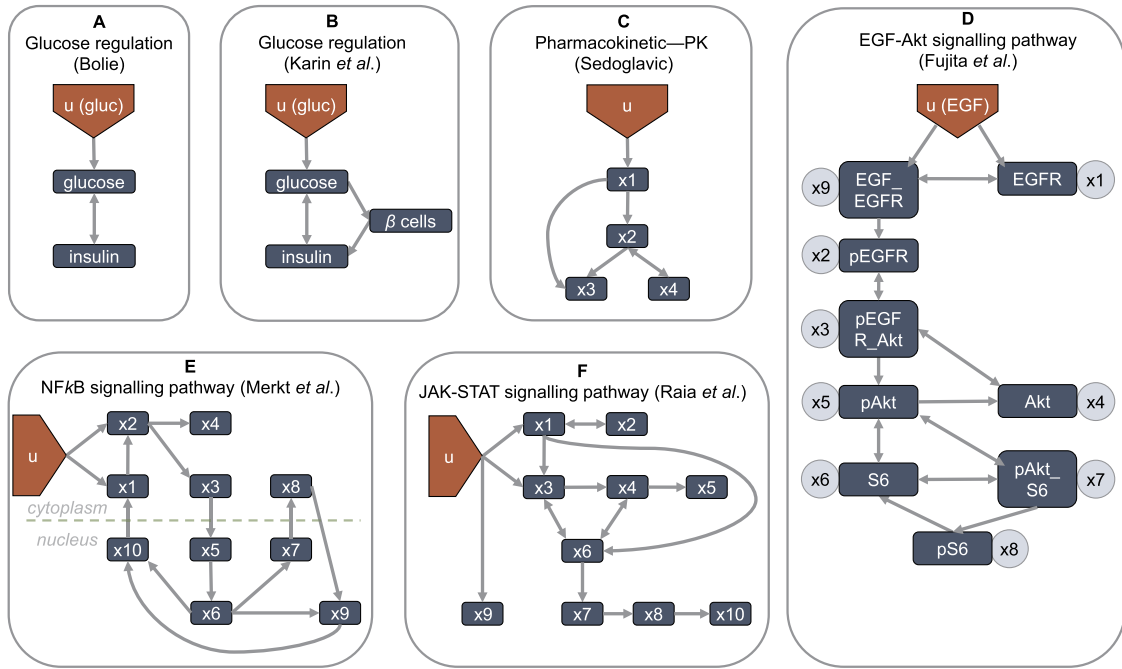 A
Glucose regulation
(Bolie)
u (gluc)
glucose
insulin
B
Glucose regulation
(Karin et al.)
u (gluc)
glucose
β cells
insulin
C
Pharmacokinetic—PK
(Sedoglavic)
u
x1
x2
x3
x4
D
EGF-Akt signalling pathway
(Fujita et al.)
u (EGF)
x9
EGF_
EGFR
EGFR
x1
x2
pEGFR
x3
pEGF
R_Akt
x5
pAkt
Akt
x4
x6
S6
pAkt_
S6
x7
pS6
x8
E
NFkB signalling pathway (Merkt et al.)
u
x2
x4
x1
x3
x8
cytoplasm
nucleus
x10
x5
x7
x6
x9
F
JAK-STAT signalling pathway (Raia et al.)
u
x1
x2
x3
x4
x5
x6
x9
x7
x8
x10